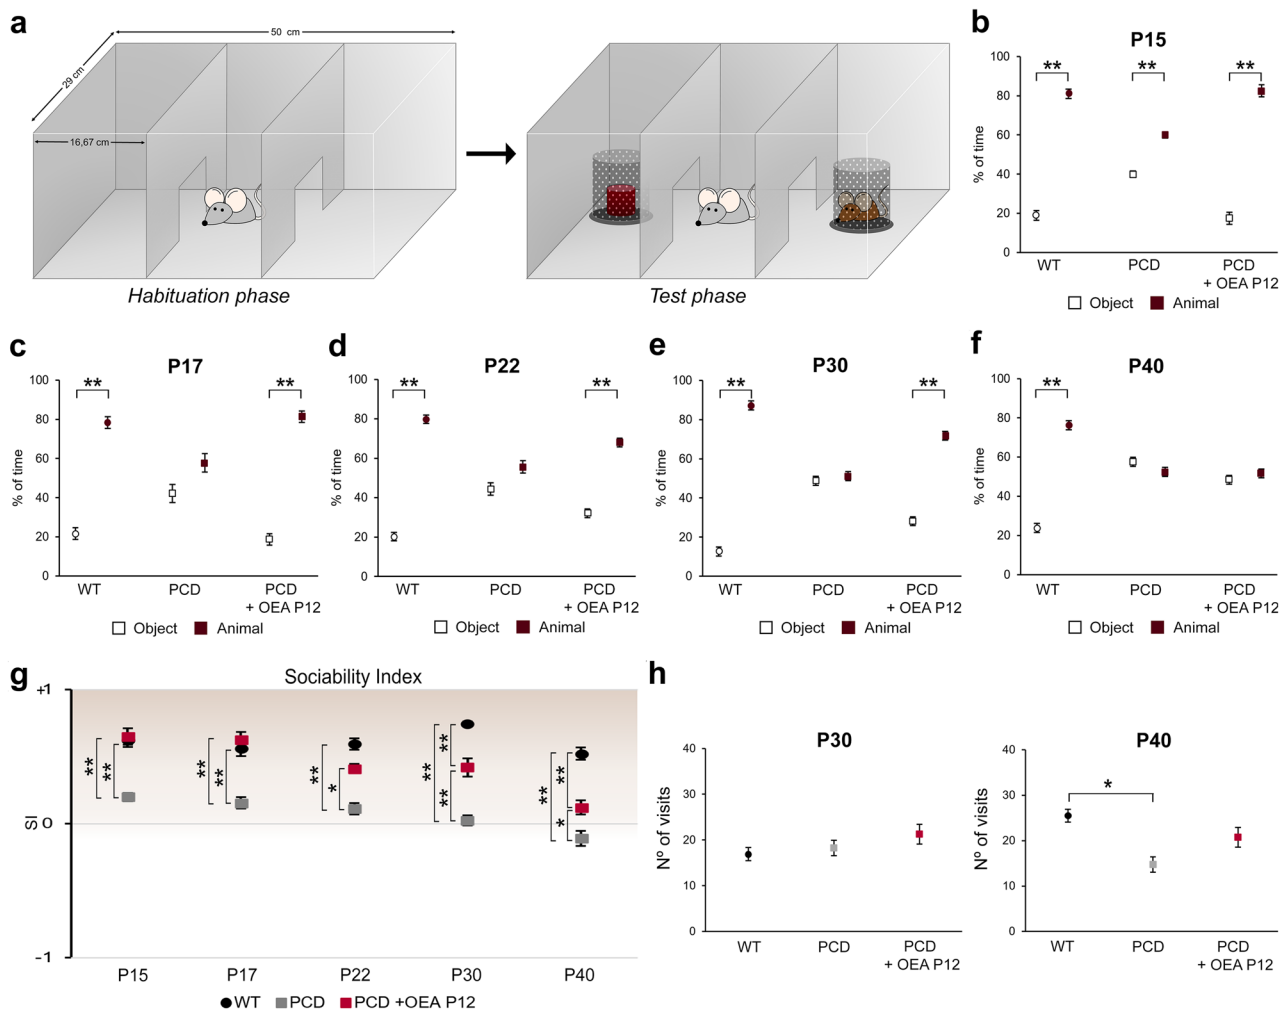 a
50 cm
29 cm
16,67 cm
Habituation phase
Test phase
b
P15
100
80
60
40
20
0
% of time
**
**
**
WT
PCD
PCD
+ OEA P12
Object
Animal
c
P17
100
80
60
40
20
0
% of time
**
**
WT
PCD
PCD
+ OEA P12
Object
Animal
d
P22
100
80
60
40
20
0
% of time
**
**
WT
PCD
PCD
+ OEA P12
Object
Animal
e
P30
100
80
60
40
20
0
% of time
**
**
WT
PCD
PCD
+ OEA P12
Object
Animal
f
P40
100
80
60
40
20
0
% of time
**
WT
PCD
PCD
+ OEA P12
Object
Animal
g
Sociability Index
+1
SI
0
-1
**
**
**
**
**
*
**
**
**
**
**
*
P15
P17
P22
P30
P40
WT
PCD
PCD +OEA P12
h
P30
40
30
20
10
0
Nº of visits
WT
PCD
PCD
+ OEA P12
P40
40
30
20
10
0
Nº of visits
*
WT
PCD
PCD
+ OEA P12